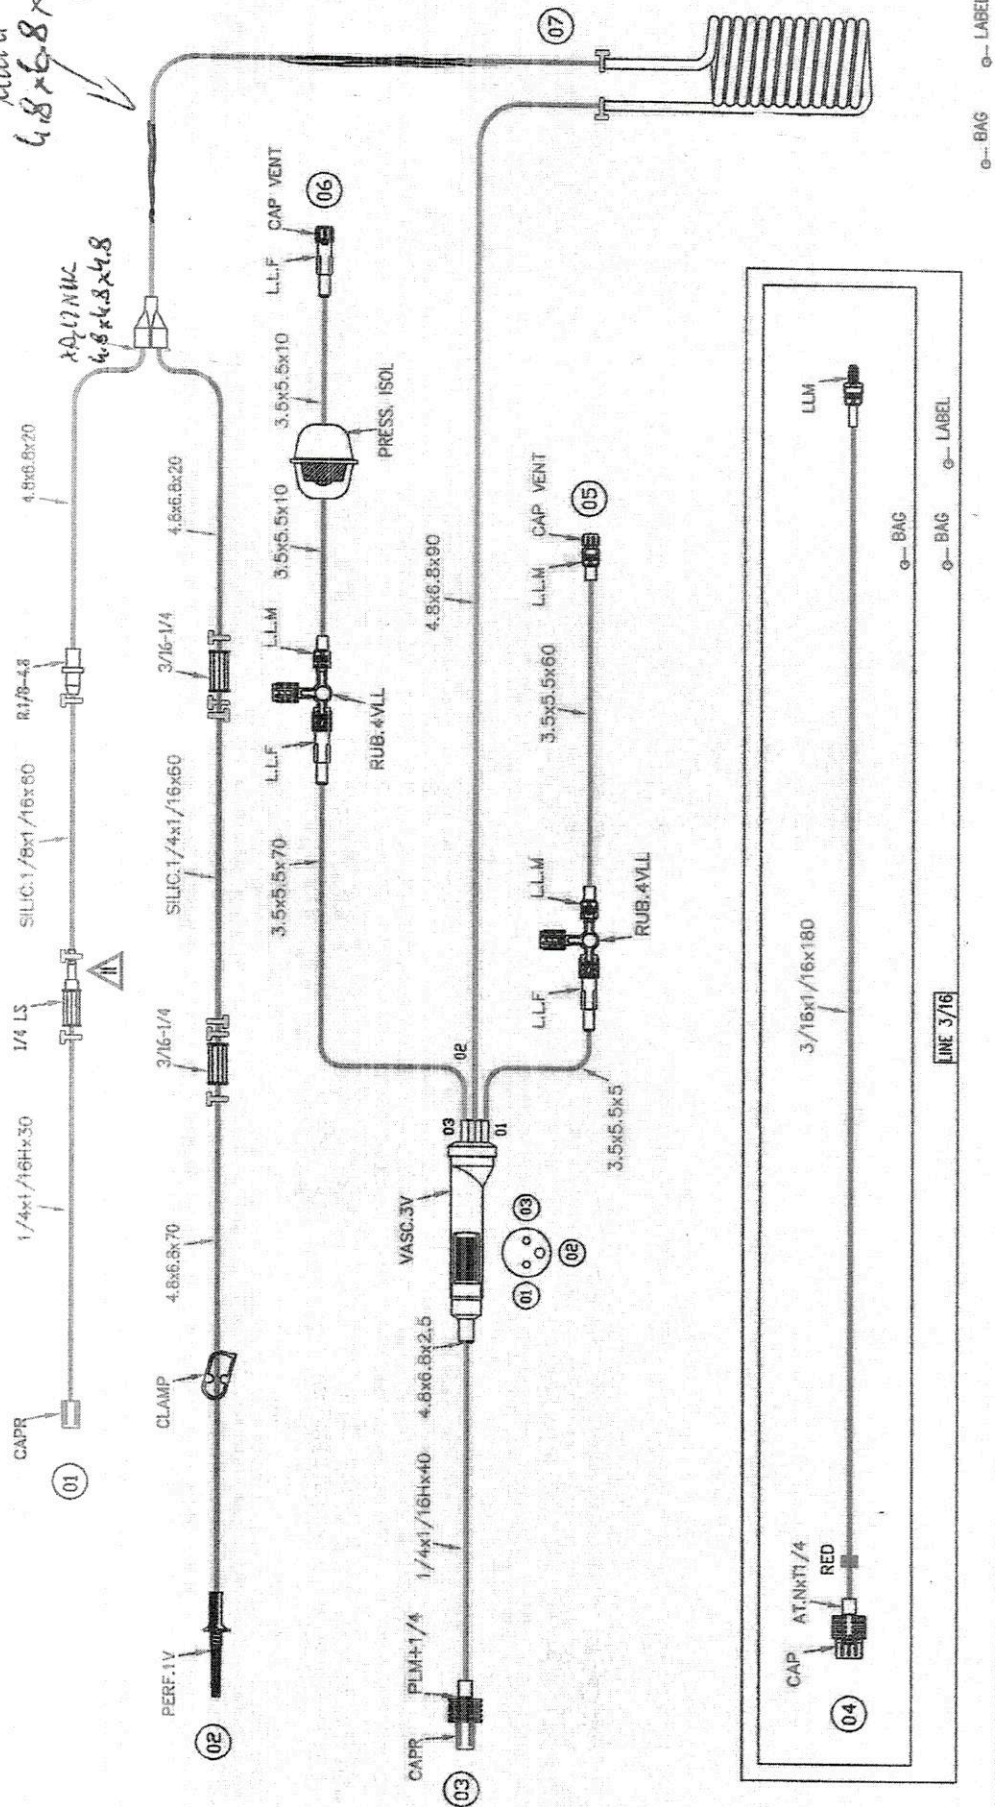 CAPR
01
1/4x1/16Hx30
1/4 LS
SILIC.1/8x1/16x60
R.1/8-4.8
4.8x6.8x20
4.8x4.8x4.8
PERF.1V
02
CLAMP
4.8x6.8x70
3/16-1/4
SILIC.1/4x1/16x60
3/16-1/4
4.8x6.8x20
3.5x5.5x70
L.L.F
RUB.4VLL
L.L.M
3.5x5.5x10
PRESS. ISOL
3.5x5.5x10
L.L.F
CAP VENT
06
07
CAPR
03
PLM+1/4
1/4x1/16Hx40
4.8x6.8x2.5
VASC.3V
03
02
01
01
02
03
4.8x6.8x90
3.5x5.5x5
L.L.F
RUB.4VLL
L.L.M
3.5x5.5x60
L.L.M
CAP VENT
05
CAP
04
AT.NxT1/4
RED
3/16x1/16x180
LLM
BAG
LINE 3/16
BAG
LABEL
BAG
LABEL